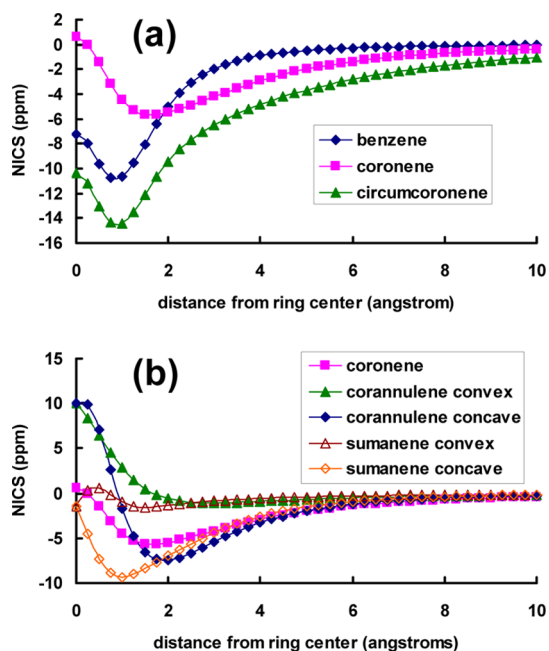 (a)
0
-2
-4
-6
-8
-10
-12
-14
-16
NICS (ppm)
benzene
coronene
circumcoronene
0 2 4 6 8 10
distance from ring center (angstrom)
(b)
15
10
5
0
-5
-10
NICS (ppm)
coronene
corannulene convex
corannulene concave
sumanene convex
sumanene concave
0 2 4 6 8 10
distance from ring center (angstroms)